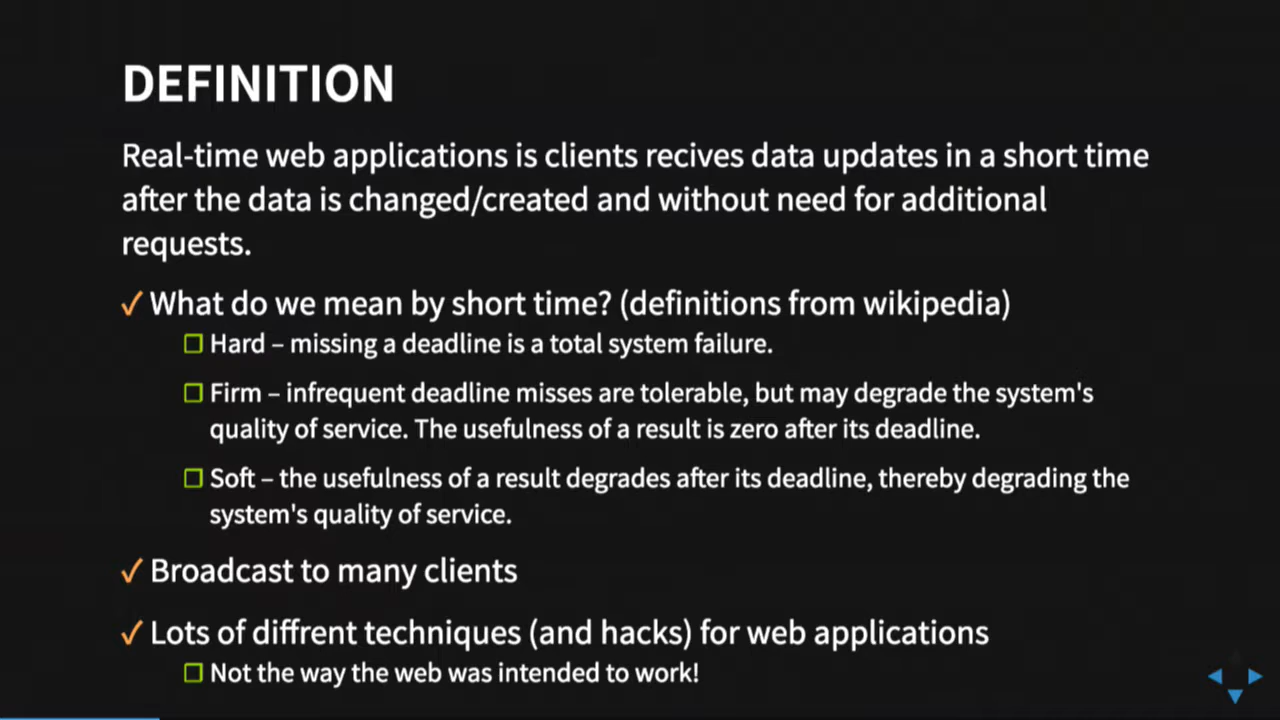 DEFINITION
Real-time web applications is clients recives data updates in a short time
after the data is changed/created and without need for additional
requests.
✓ What do we mean by short time? (definitions from wikipedia)
☐ Hard – missing a deadline is a total system failure.
☐ Firm – infrequent deadline misses are tolerable, but may degrade the system's
quality of service. The usefulness of a result is zero after its deadline.
☐ Soft – the usefulness of a result degrades after its deadline, thereby degrading the
system's quality of service.
✓ Broadcast to many clients
✓ Lots of diffrent techniques (and hacks) for web applications
☐ Not the way the web was intended to work!